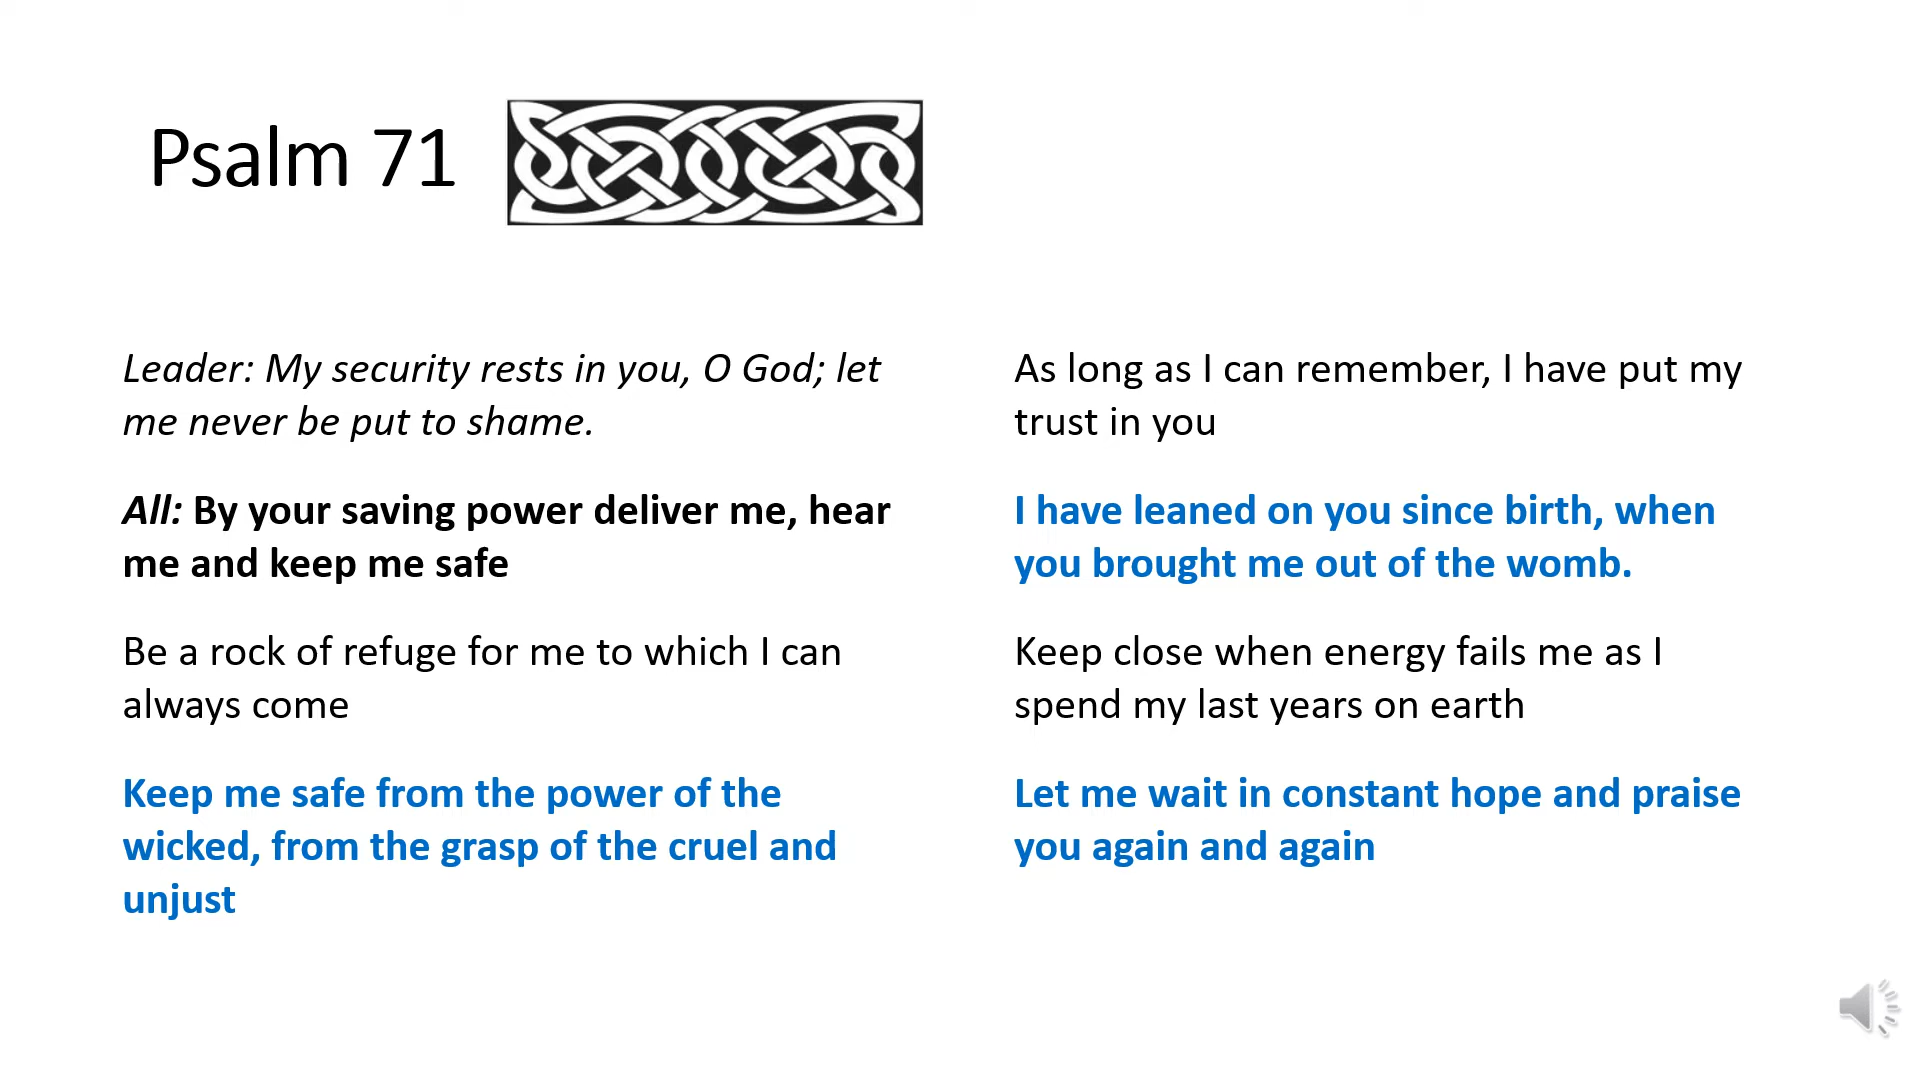 Psalm 71
Leader: My security rests in you, O God; let
me never be put to shame.
All: By your saving power deliver me, hear
me and keep me safe
Be a rock of refuge for me to which I can
always come
Keep me safe from the power of the
wicked, from the grasp of the cruel and
unjust
As long as I can remember, I have put my
trust in you
I have leaned on you since birth, when
you brought me out of the womb.
Keep close when energy fails me as I
spend my last years on earth
Let me wait in constant hope and praise
you again and again